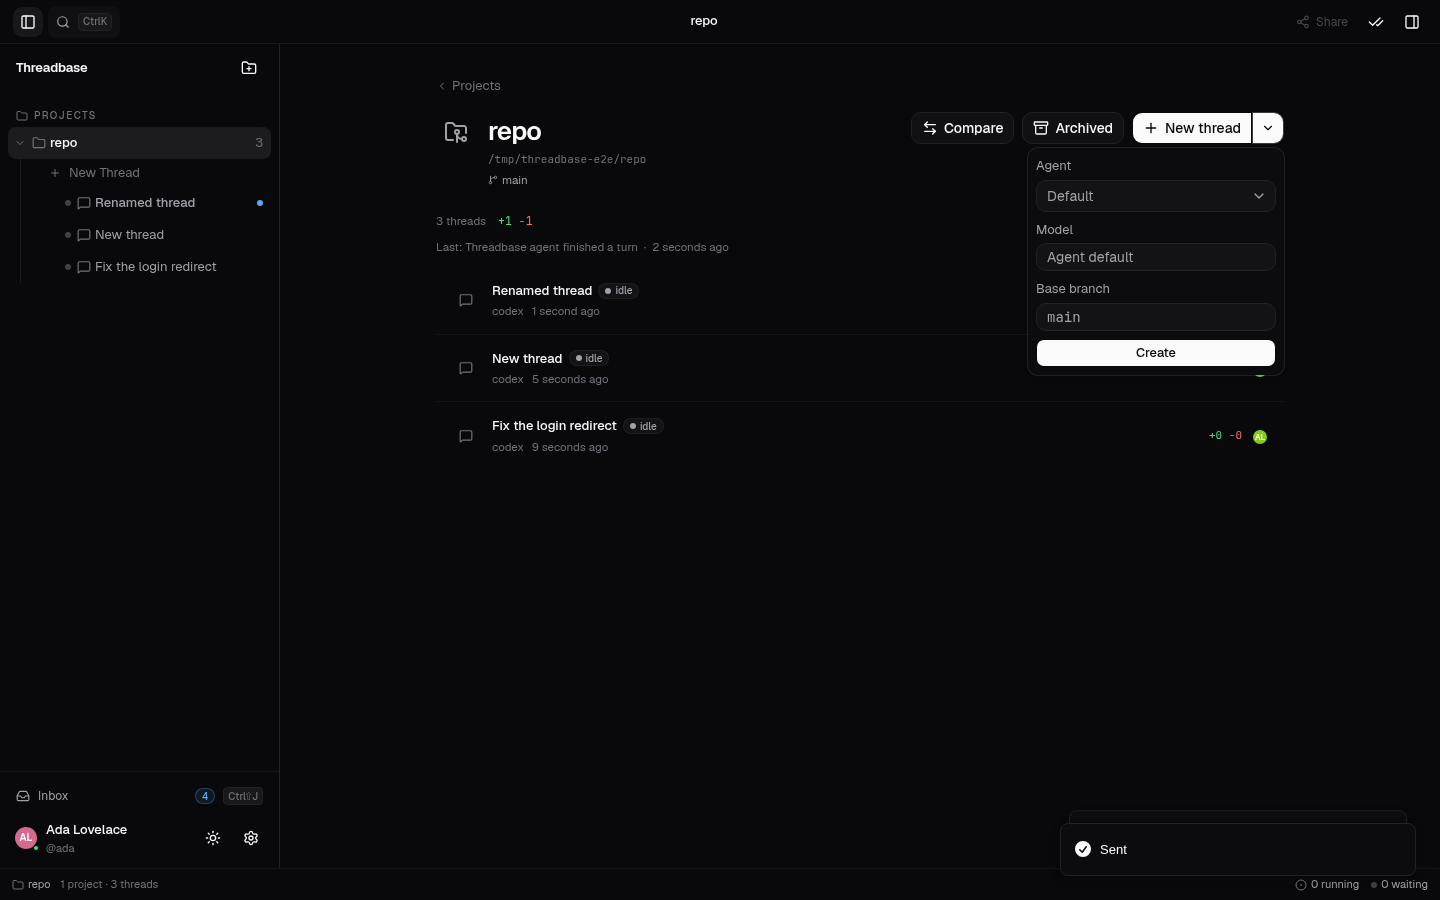 CtrlK
repo
Share
Threadbase
PROJECTS
repo 3
New Thread
Renamed thread
New thread
Fix the login redirect
Projects
repo
/tmp/threadbase-e2e/repo
main
Compare
Archived
New thread
3 threads +1 -1
Last: Threadbase agent finished a turn · 2 seconds ago
Renamed thread idle
codex 1 second ago
New thread idle
codex 5 seconds ago
Fix the login redirect idle
codex 9 seconds ago
+0 -0 AL
Agent
Default
Model
Agent default
Base branch
main
Create
Inbox 4 Ctrl⇧J
AL Ada Lovelace
@ada
Sent
repo 1 project · 3 threads
0 running 0 waiting